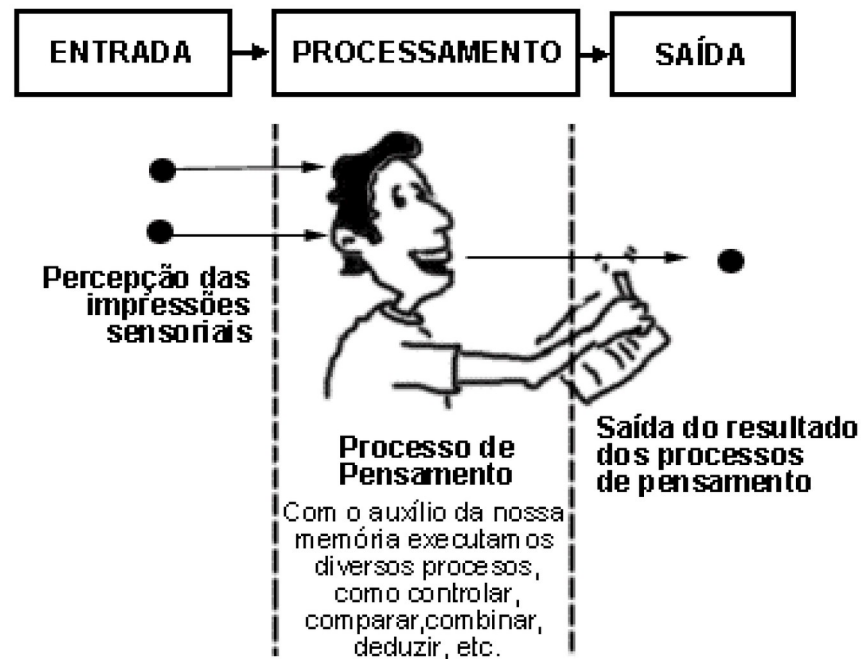 ENTRADA
PROCESSAMENTO
SAÍDA
Percepção das
impressões
sensoriais
Processo de
Pensamento
Com o auxílio da nossa
memória executamos
diversos procesos,
como controlar,
comparar,combinar,
deduzir, etc.
Saída do resultado
dos processos
de pensamento